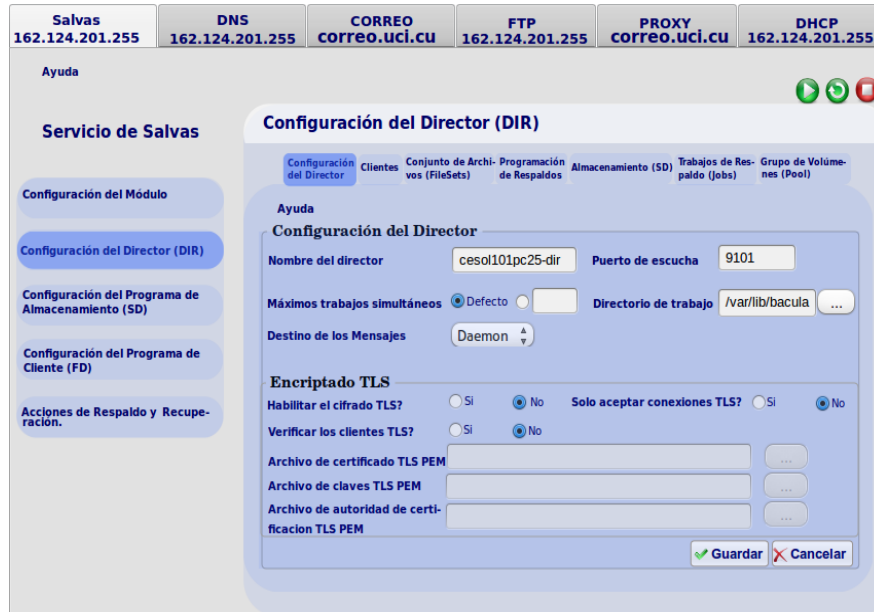 Salvas
162.124.201.255
DNS
162.124.201.255
CORREO
correo.uci.cu
FTP
162.124.201.255
PROXY
correo.uci.cu
DHCP
162.124.201.255
Ayuda
Servicio de Salvas
Configuración del Módulo
Configuración del Director (DIR)
Configuración del Programa de
Almacenamiento (SD)
Configuración del Programa de
Cliente (FD)
Acciones de Respaldo y Recupe-
ración.
Configuración del Director (DIR)
Configuración
del Director
Clientes
Conjunto de Archi-
vos (FileSets)
Programación
de Respaldos
Almacenamiento (SD)
Trabajos de Res-
paldo (Jobs)
Grupo de Volúme-
nes (Pool)
Ayuda
Configuración del Director
Nombre del director
cesol101pc25-dir
Puerto de escucha
9101
Máximos trabajos simultáneos
Defecto
Directorio de trabajo
/var/lib/bacula
...
Destino de los Mensajes
Daemon
Encriptado TLS
Habilitar el cifrado TLS?
Si
No
Solo aceptar conexiones TLS?
Si
No
Verificar los clientes TLS?
Si
No
Archivo de certificado TLS PEM
...
Archivo de claves TLS PEM
...
Archivo de autoridad de certi-
ficacion TLS PEM
...
Guardar
Cancelar